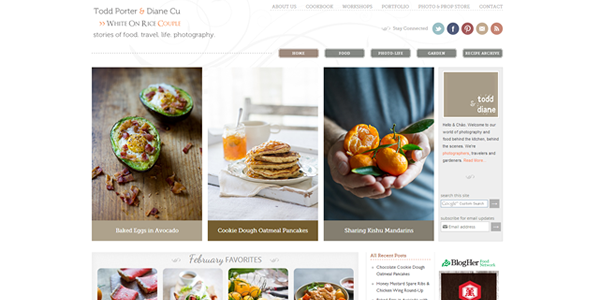 Todd Porter & Diane Cu
>> WHITE ON RICE COUPLE
stories of food. travel. life. photography.
ABOUT US COOKBOOK WORKSHOPS PORTFOLIO PHOTO & PROP STORE CONTACT
Stay Connected
HOME FOOD PHOTO-LIFE GARDEN RECIPE ARCHIVE
Baked Eggs in Avocado
Cookie Dough Oatmeal Pancakes
Sharing Kishu Mandarins
todd
& diane
Hello & Chào. Welcome to our
world of photography and
food behind the kitchen, behind
the scenes. We're
photographers, travelers and
gardeners. Read More.
search this site
Google™ Custom Search
subscribe for email updates
Email address
February FAVORITES
All Recent Posts
Chocolate Cookie Dough
Oatmeal Pancakes
Honey Mustard Spare Ribs &
Chicken Wing Round-Up
BlogHer Food
Network